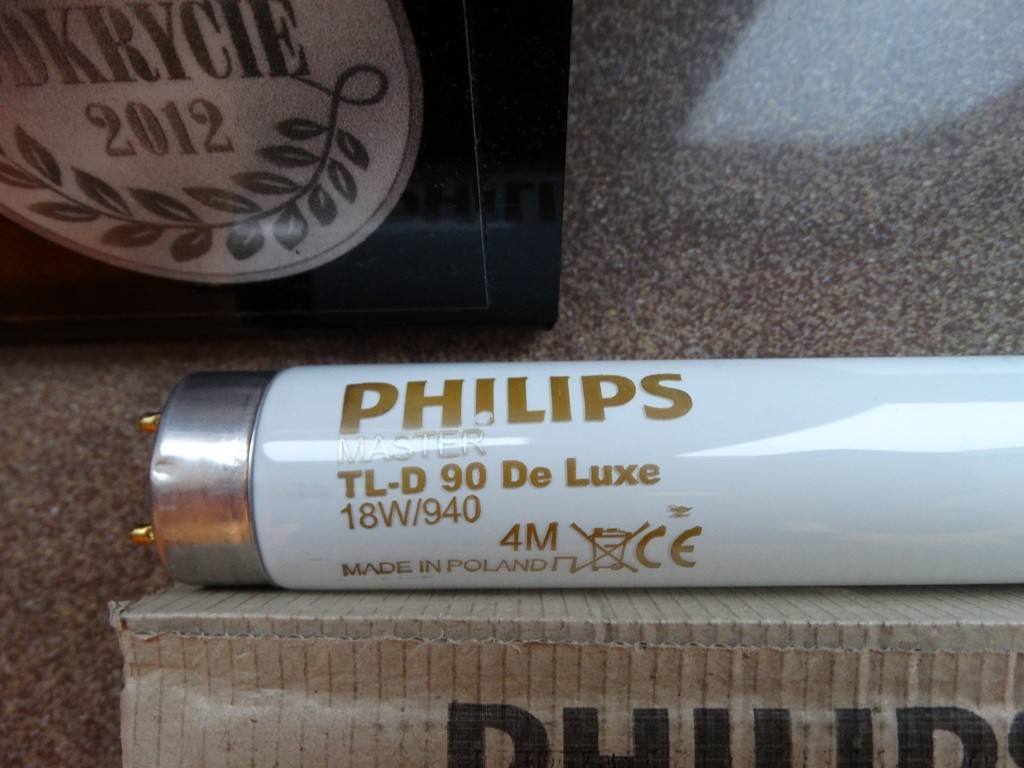 DKRYCIE
2012
PHILIPS
MASTER
TL-D 90 De Luxe
18W/940
4M CE
MADE IN POLAND
PHILIPS